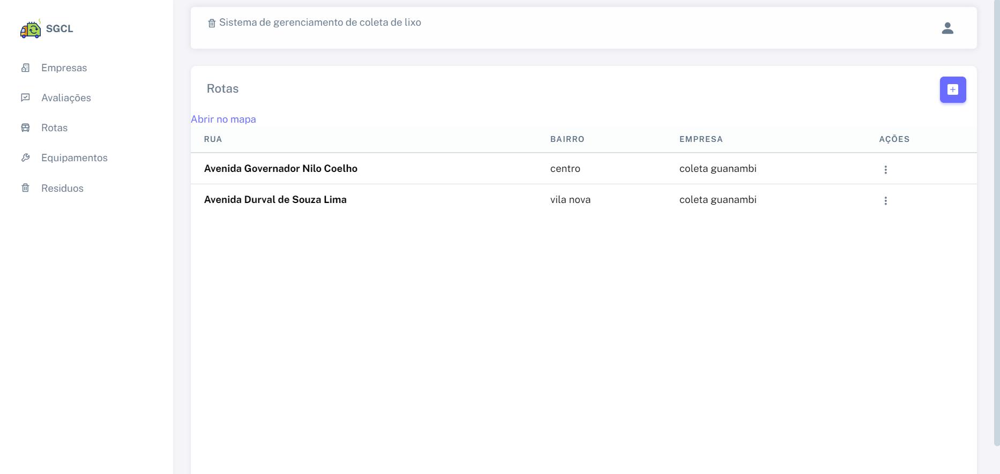 SGCL
Empresas
Avaliações
Rotas
Equipamentos
Residuos
Sistema de gerenciamento de coleta de lixo
Rotas
Abrir no mapa
RUA BAIRRO EMPRESA AÇÕES
Avenida Governador Nilo Coelho centro coleta guanambi
Avenida Durval de Souza Lima vila nova coleta guanambi